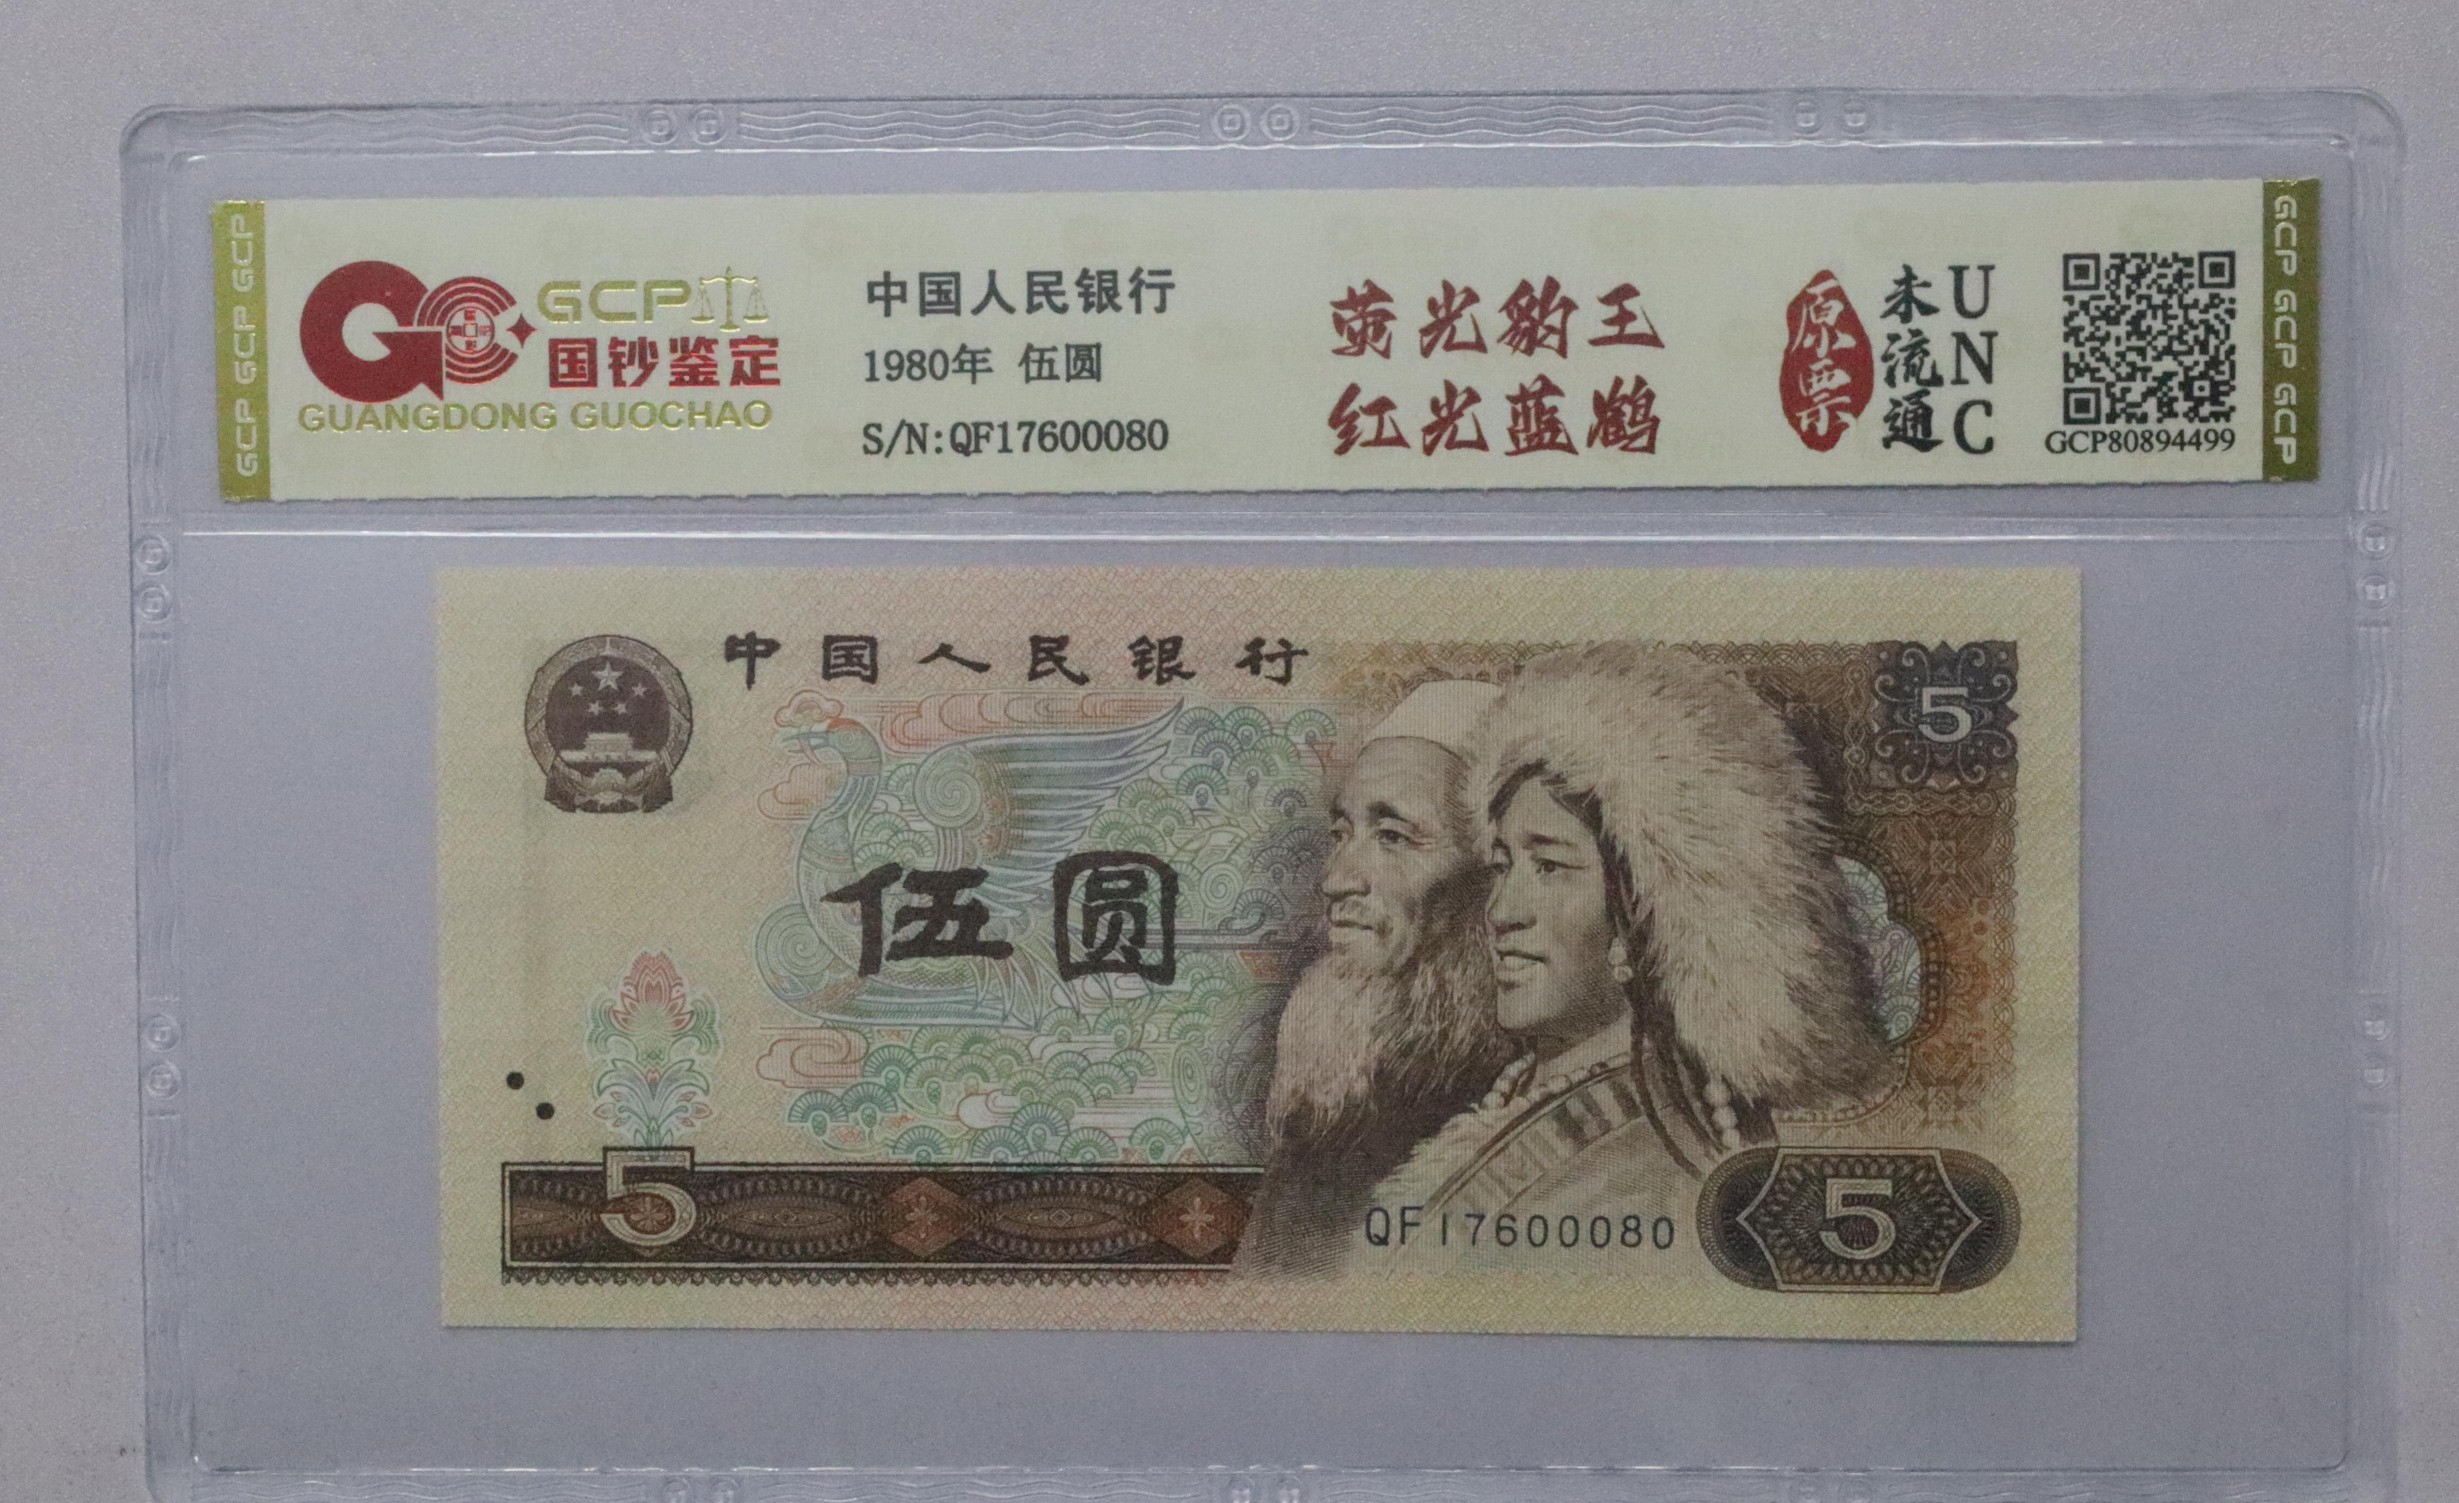 GCP GCP GCP
GCP
国钞鉴定
GUANGDONG GUOCHAO
中国人民银行
1980年 伍圆
S/N:QF17600080
荧光豹王
红光蓝鹤
原票
未流通
UNC
GCP80894499
GCP GCP GCP
中国人民银行
5
伍圆
5
QF17600080
5